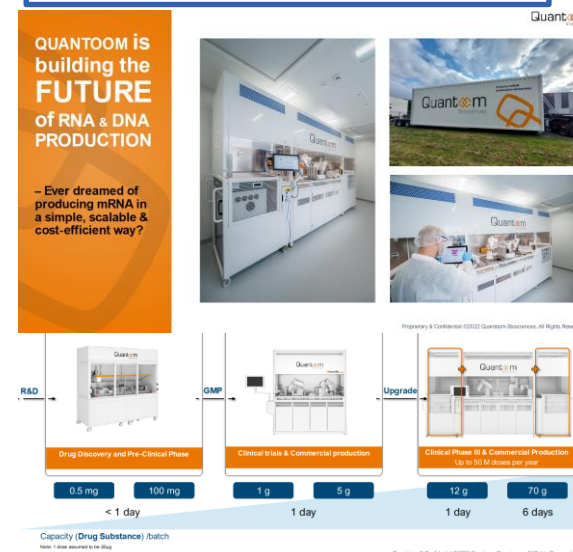 QUANTOOM iS
building the
FUTURE
of RNA & DNA
PRODUCTION
– Ever dreamed of
producing mRNA in
a simple, scalable &
cost-efficient way?
Quantoom
Quantoom
Quantoom
Proprietary & Confidential ©2022 Quantoom Biosciences. All Rights Rese
R&D
Quantoom
GMP
Quantoom
Upgrade
Quantoom
Drug Discovery and Pre-Clinical Phase
Clinical trials & Commercial production
Clinical Phase III & Commercial Production
Up to 50 M doses per year
0.5 mg
100 mg
1 g
5 g
12 g
70 g
< 1 day
1 day
1 day
6 days
Capacity (Drug Substance) /batch
Note: 1 dose assumed to be 50µg